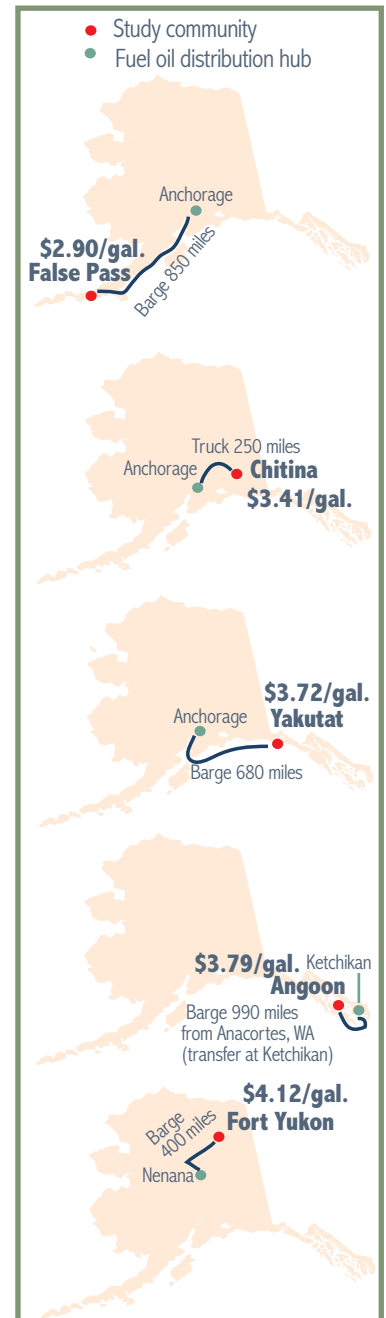 Study community
Fuel oil distribution hub
Anchorage
$2.90/gal.
False Pass
Barge 850 miles
Truck 250 miles
Anchorage
Chitina
$3.41/gal.
$3.72/gal.
Anchorage
Yakutat
Barge 680 miles
$3.79/gal.
Ketchikan
Angoon
Barge 990 miles
from Anacortes, WA
(transfer at Ketchikan)
$4.12/gal.
Fort Yukon
Barge
400 miles
Nenana